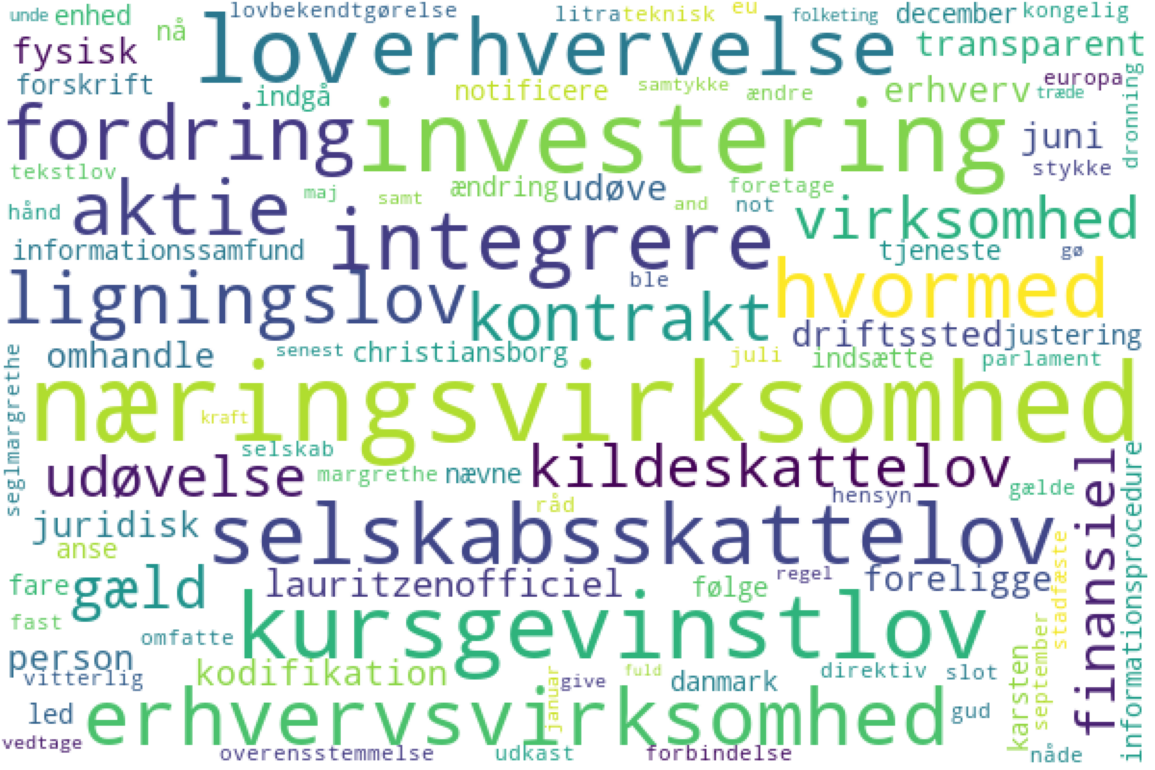 unde enhed nå lovbekendtgørelse litra teknisk eu folketing december kongelig
fysisk lov erhvervelse transparent
forskrift indgå notificere samtykke ændre erhverv europa træde dronning
fordring investering juni
tekstlov stykke
hånd aktie maj samt ændring udøve foretage and not virksomhed
informationssamfund integrere tjeneste gø
ligningslov ble hvormed
kontrakt driftssted justering
seglmargrethe omhandle senest christiansborg juli indsætte parlament
næringsvirksomhed
kraft
selskab
udøvelse margrethe nævne kildeskattelov gælde
hensyn
juridisk råd selskabsskattelov finansiel informationsprocedure
anse
fare gæld lauritzenofficiel følge regel foreligge stadfæste
fast omfatte kursgevinstlov
person
vitterlig kodifikation januar give fuld danmark direktiv slot karsten september
led erhvervsvirksomhed gud
vedtage overensstemmelse udkast forbindelse nåde